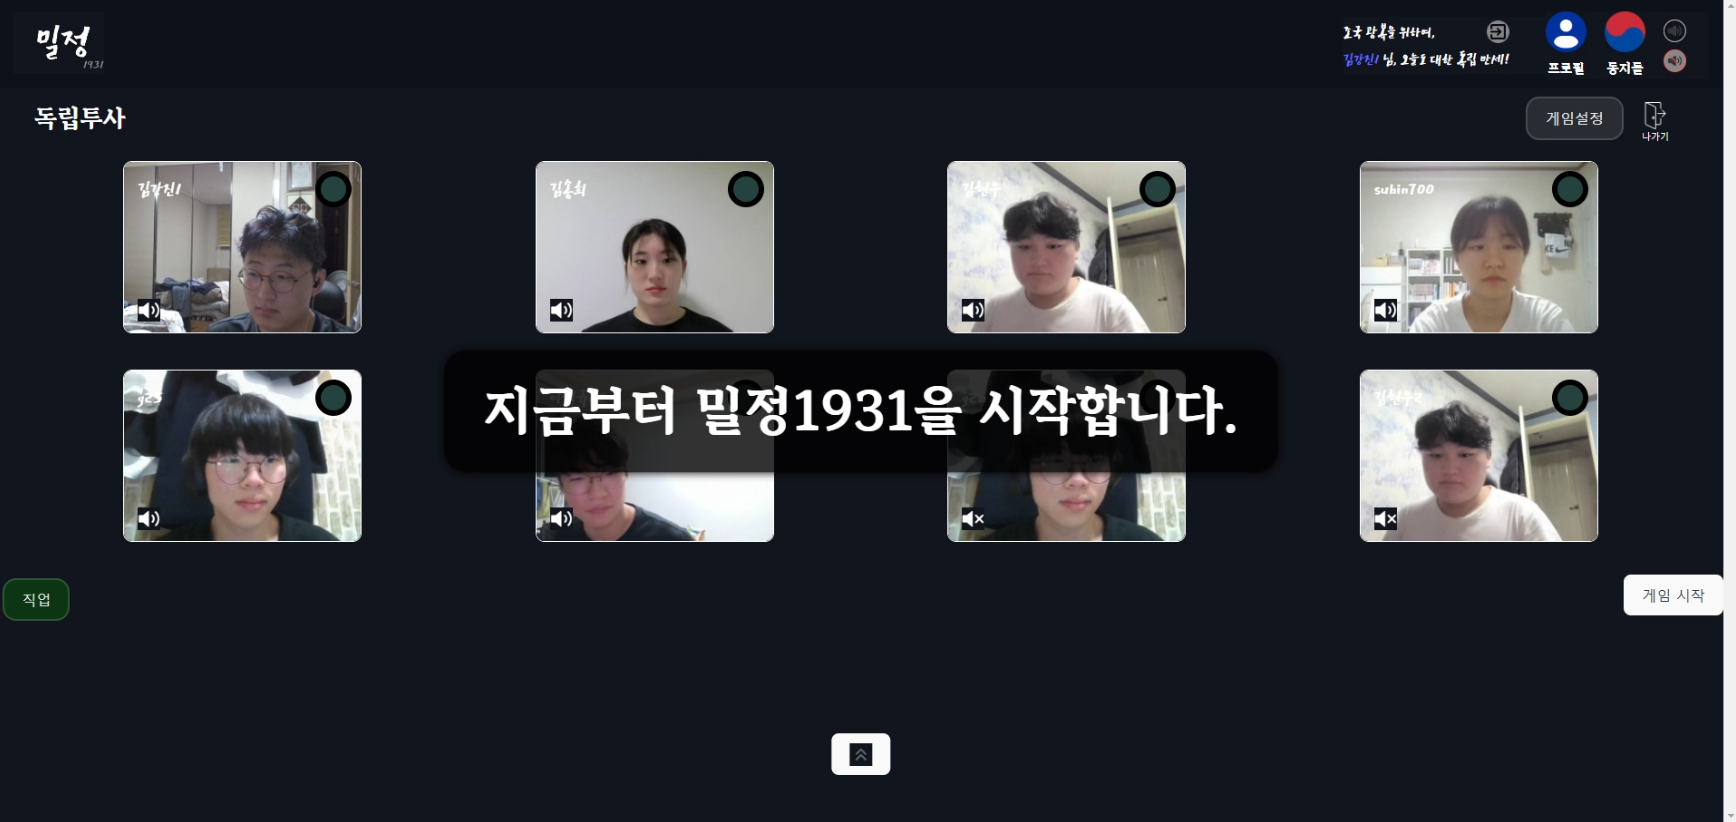 밀정
1931
조국 광복을 위하여,
김강진1 님, 오늘도 대한 독립 만세!
프로필
동지들
독립투사
게임설정
나가기
김강진1
김홍희
김현우
subin700
지금부터 밀정1931을 시작합니다.
김현우2
직업
게임 시작